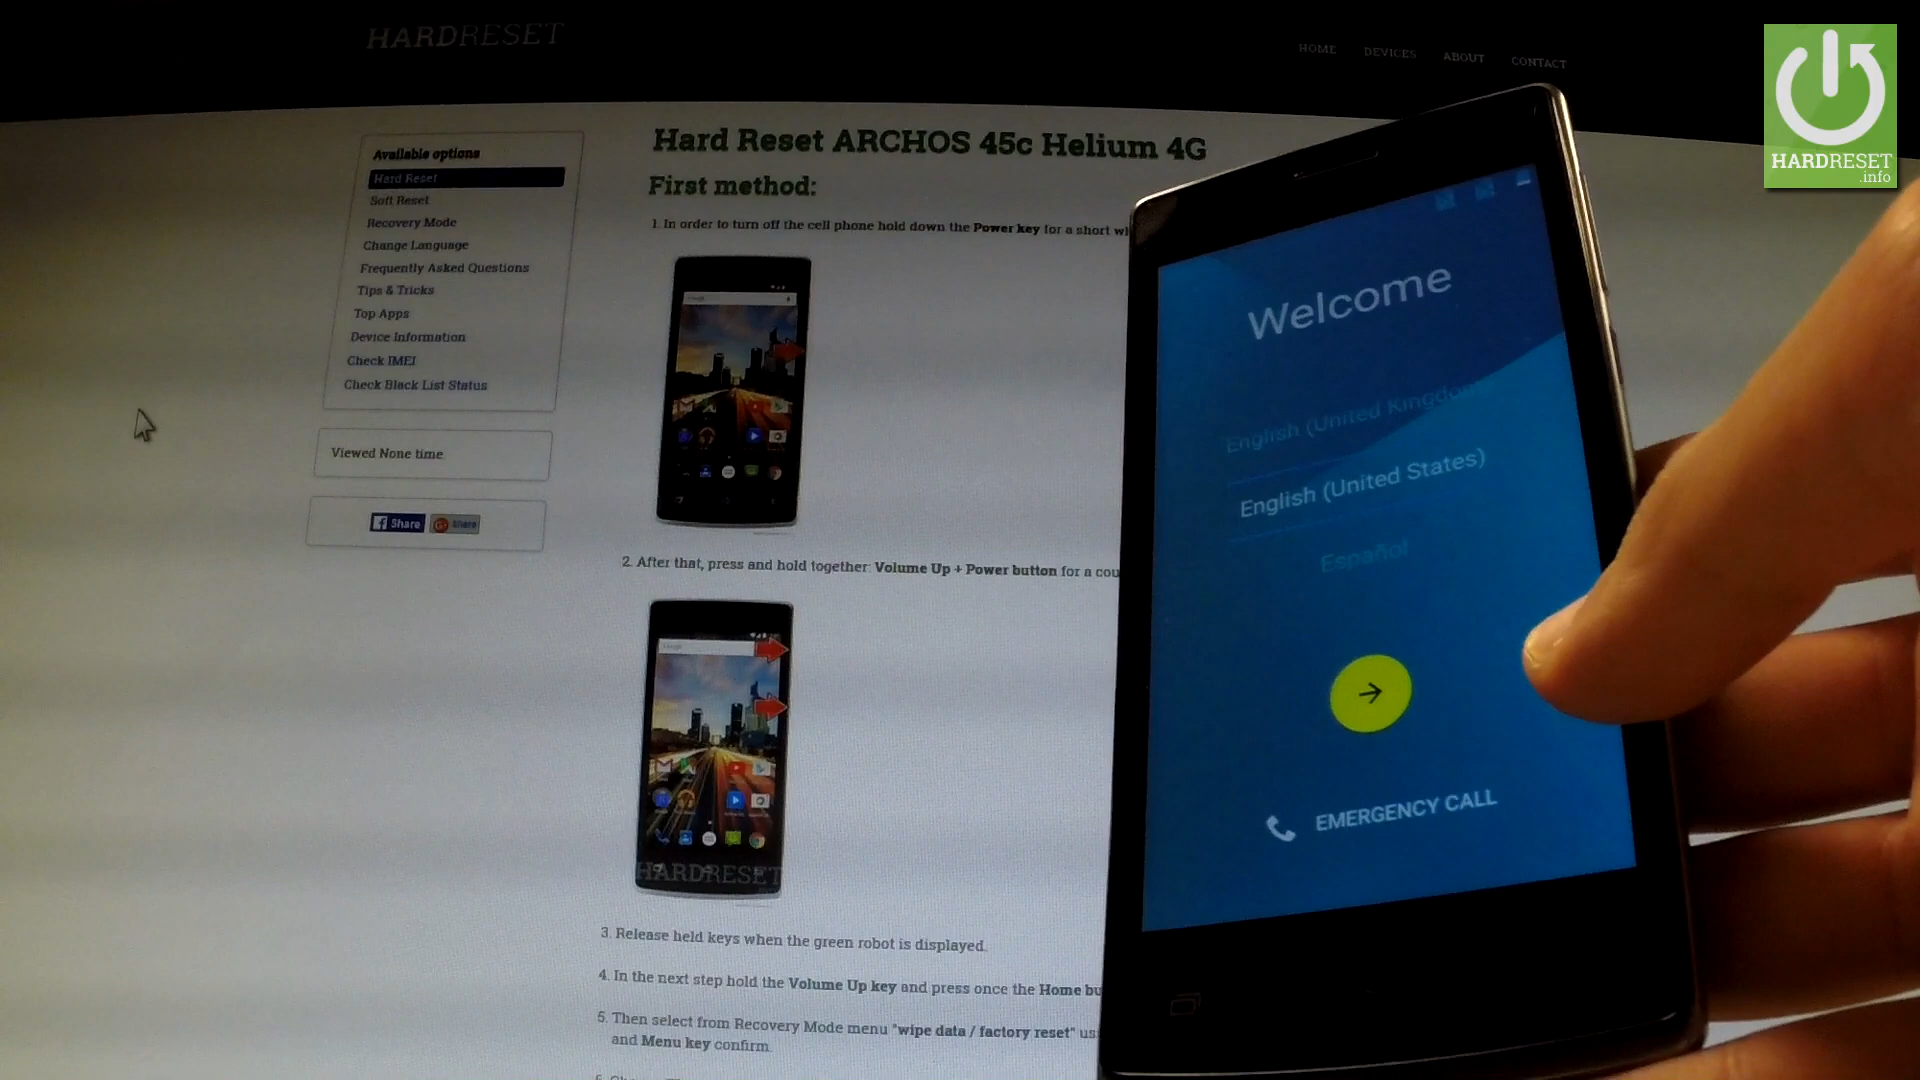 HARDRESET
HOME DEVICES ABOUT CONTACT
HARDRESET
.info
Available options
Hard Reset
Soft Reset
Recovery Mode
Change Language
Frequently Asked Questions
Tips & Tricks
Top Apps
Device Information
Check IMEI
Check Black List Status
Viewed None time
Share Share
Hard Reset ARCHOS 45c Helium 4G
First method:
1. In order to turn off the cell phone hold down the Power key for a short
2. After that, press and hold together: Volume Up + Power button for a
HARDRESET
3. Release held keys when the green robot is displayed.
4. In the next step hold the Volume Up key and press once the Home
5. Then select from Recovery Mode menu "wipe data / factory reset"
and Menu key confirm.
Welcome
English (United Kingdom
English (United States)
Español
EMERGENCY CALL